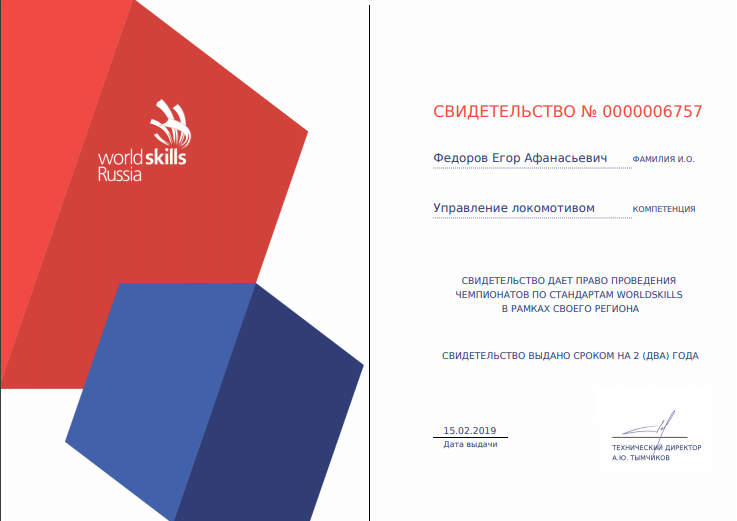 worldskills
Russia
СВИДЕТЕЛЬСТВО № 0000006757
Федоров Егор Афанасьевич ФАМИЛИЯ И.О.
Управление локомотивом КОМПЕТЕНЦИЯ
СВИДЕТЕЛЬСТВО ДАЕТ ПРАВО ПРОВЕДЕНИЯ
ЧЕМПИОНАТОВ ПО СТАНДАРТАМ WORLDSKILLS
В РАМКАХ СВОЕГО РЕГИОНА
СВИДЕТЕЛЬСТВО ВЫДАНО СРОКОМ НА 2 (ДВА) ГОДА
15.02.2019
Дата выдачи
ТЕХНИЧЕСКИЙ ДИРЕКТОР
А.Ю. ТЫМЧИКОВ